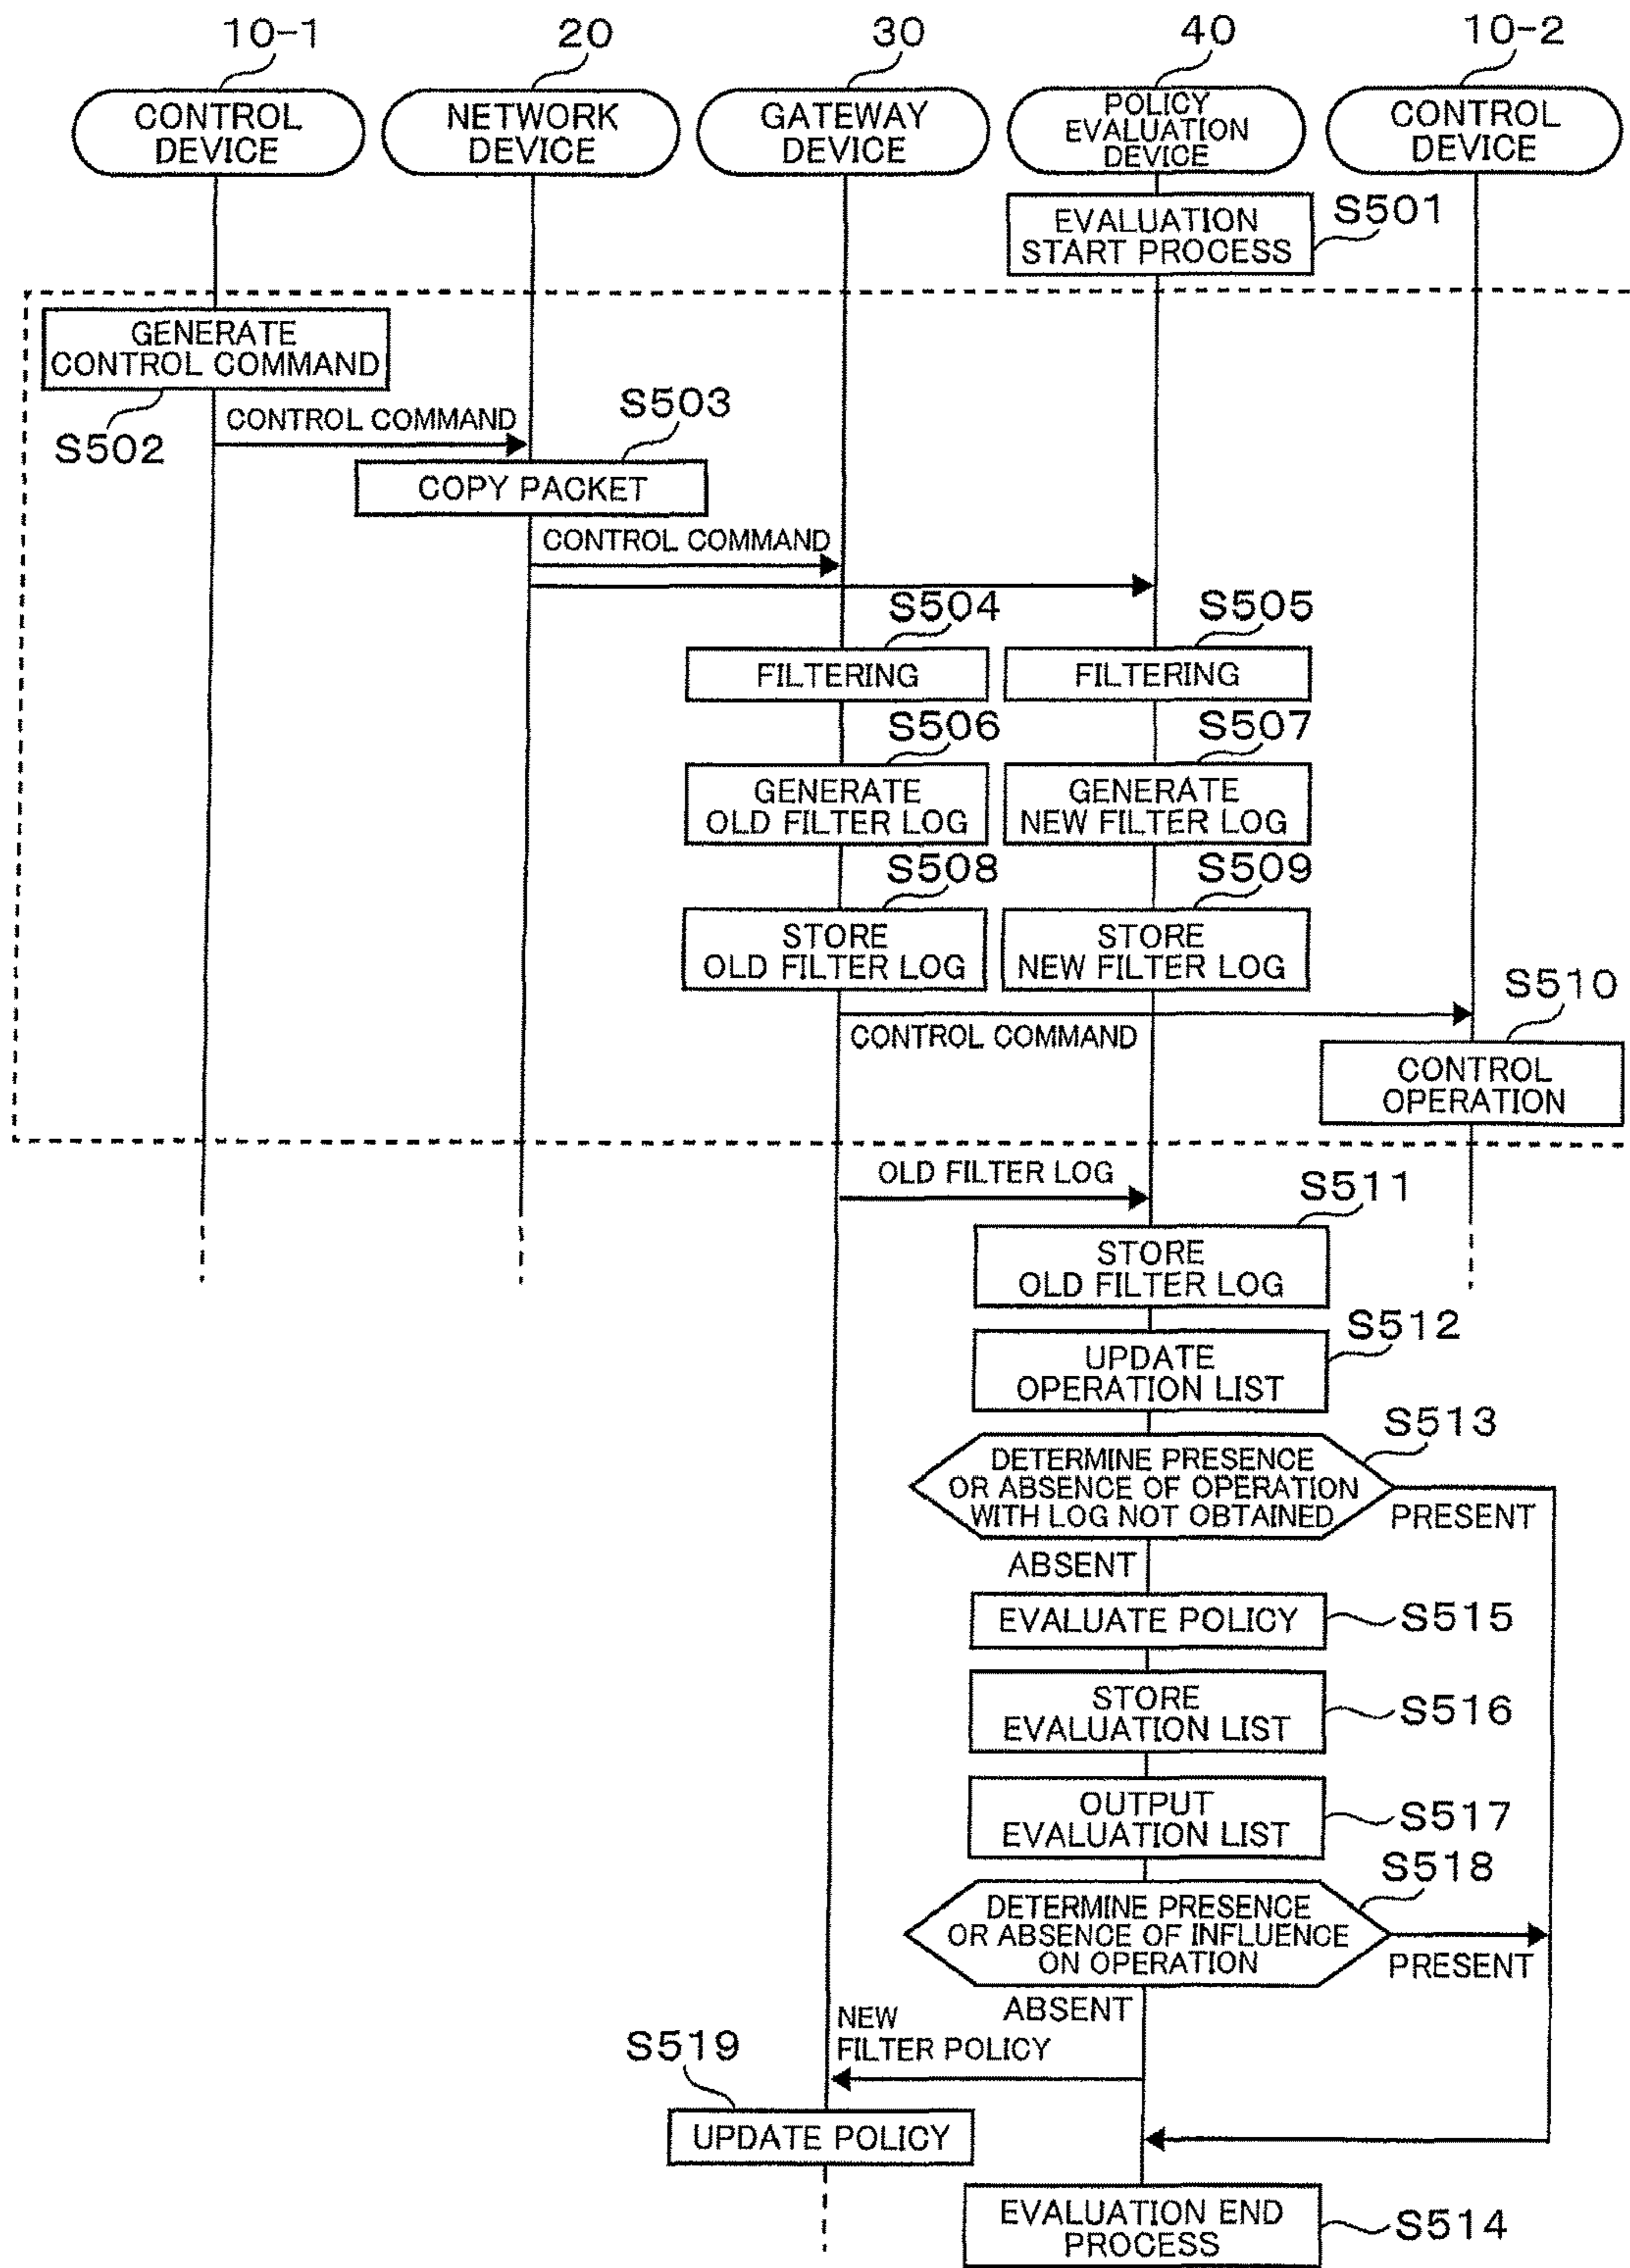 10-1
20
30
40
10-2
CONTROL
DEVICE
NETWORK
DEVICE
GATEWAY
DEVICE
POLICY
EVALUATION
DEVICE
CONTROL
DEVICE
EVALUATION
START PROCESS
S501
GENERATE
CONTROL COMMAND
S502
CONTROL COMMAND
S503
COPY PACKET
CONTROL COMMAND
S504
S505
FILTERING
FILTERING
S506
S507
GENERATE
OLD FILTER LOG
GENERATE
NEW FILTER LOG
S508
S509
STORE
OLD FILTER LOG
STORE
NEW FILTER LOG
S510
CONTROL COMMAND
CONTROL
OPERATION
OLD FILTER LOG
S511
STORE
OLD FILTER LOG
S512
UPDATE
OPERATION LIST
S513
DETERMINE PRESENCE
OR ABSENCE OF OPERATION
WITH LOG NOT OBTAINED
PRESENT
ABSENT
EVALUATE POLICY
S515
STORE
EVALUATION LIST
S516
OUTPUT
EVALUATION LIST
S517
S518
DETERMINE PRESENCE
OR ABSENCE OF INFLUENCE
ON OPERATION
PRESENT
ABSENT
NEW
FILTER POLICY
S519
UPDATE POLICY
EVALUATION END
PROCESS
S514